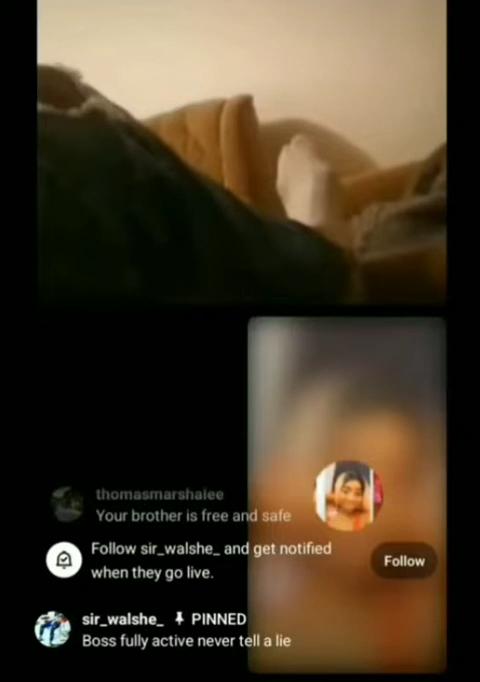 thomasmarshalee
Your brother is free and safe
Follow sir_walshe_ and get notified
when they go live.
Follow
sir_walshe_ PINNED
Boss fully active never tell a lie